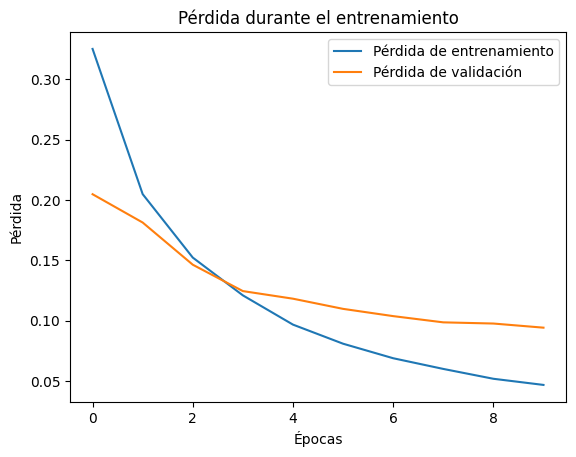 Pérdida durante el entrenamiento
Pérdida de entrenamiento
Pérdida de validación
Pérdida
0.30
0.25
0.20
0.15
0.10
0.05
0 2 4 6 8
Épocas